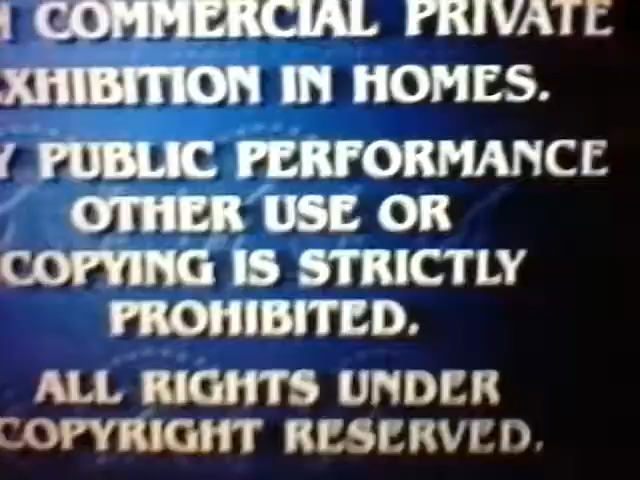 COMMERCIAL PRIVATE
XHIBITION IN HOMES.
Y PUBLIC PERFORMANCE
OTHER USE OR
COPYING IS STRICTLY
PROHIBITED.
ALL RIGHTS UNDER
COPYRIGHT RESERVED.